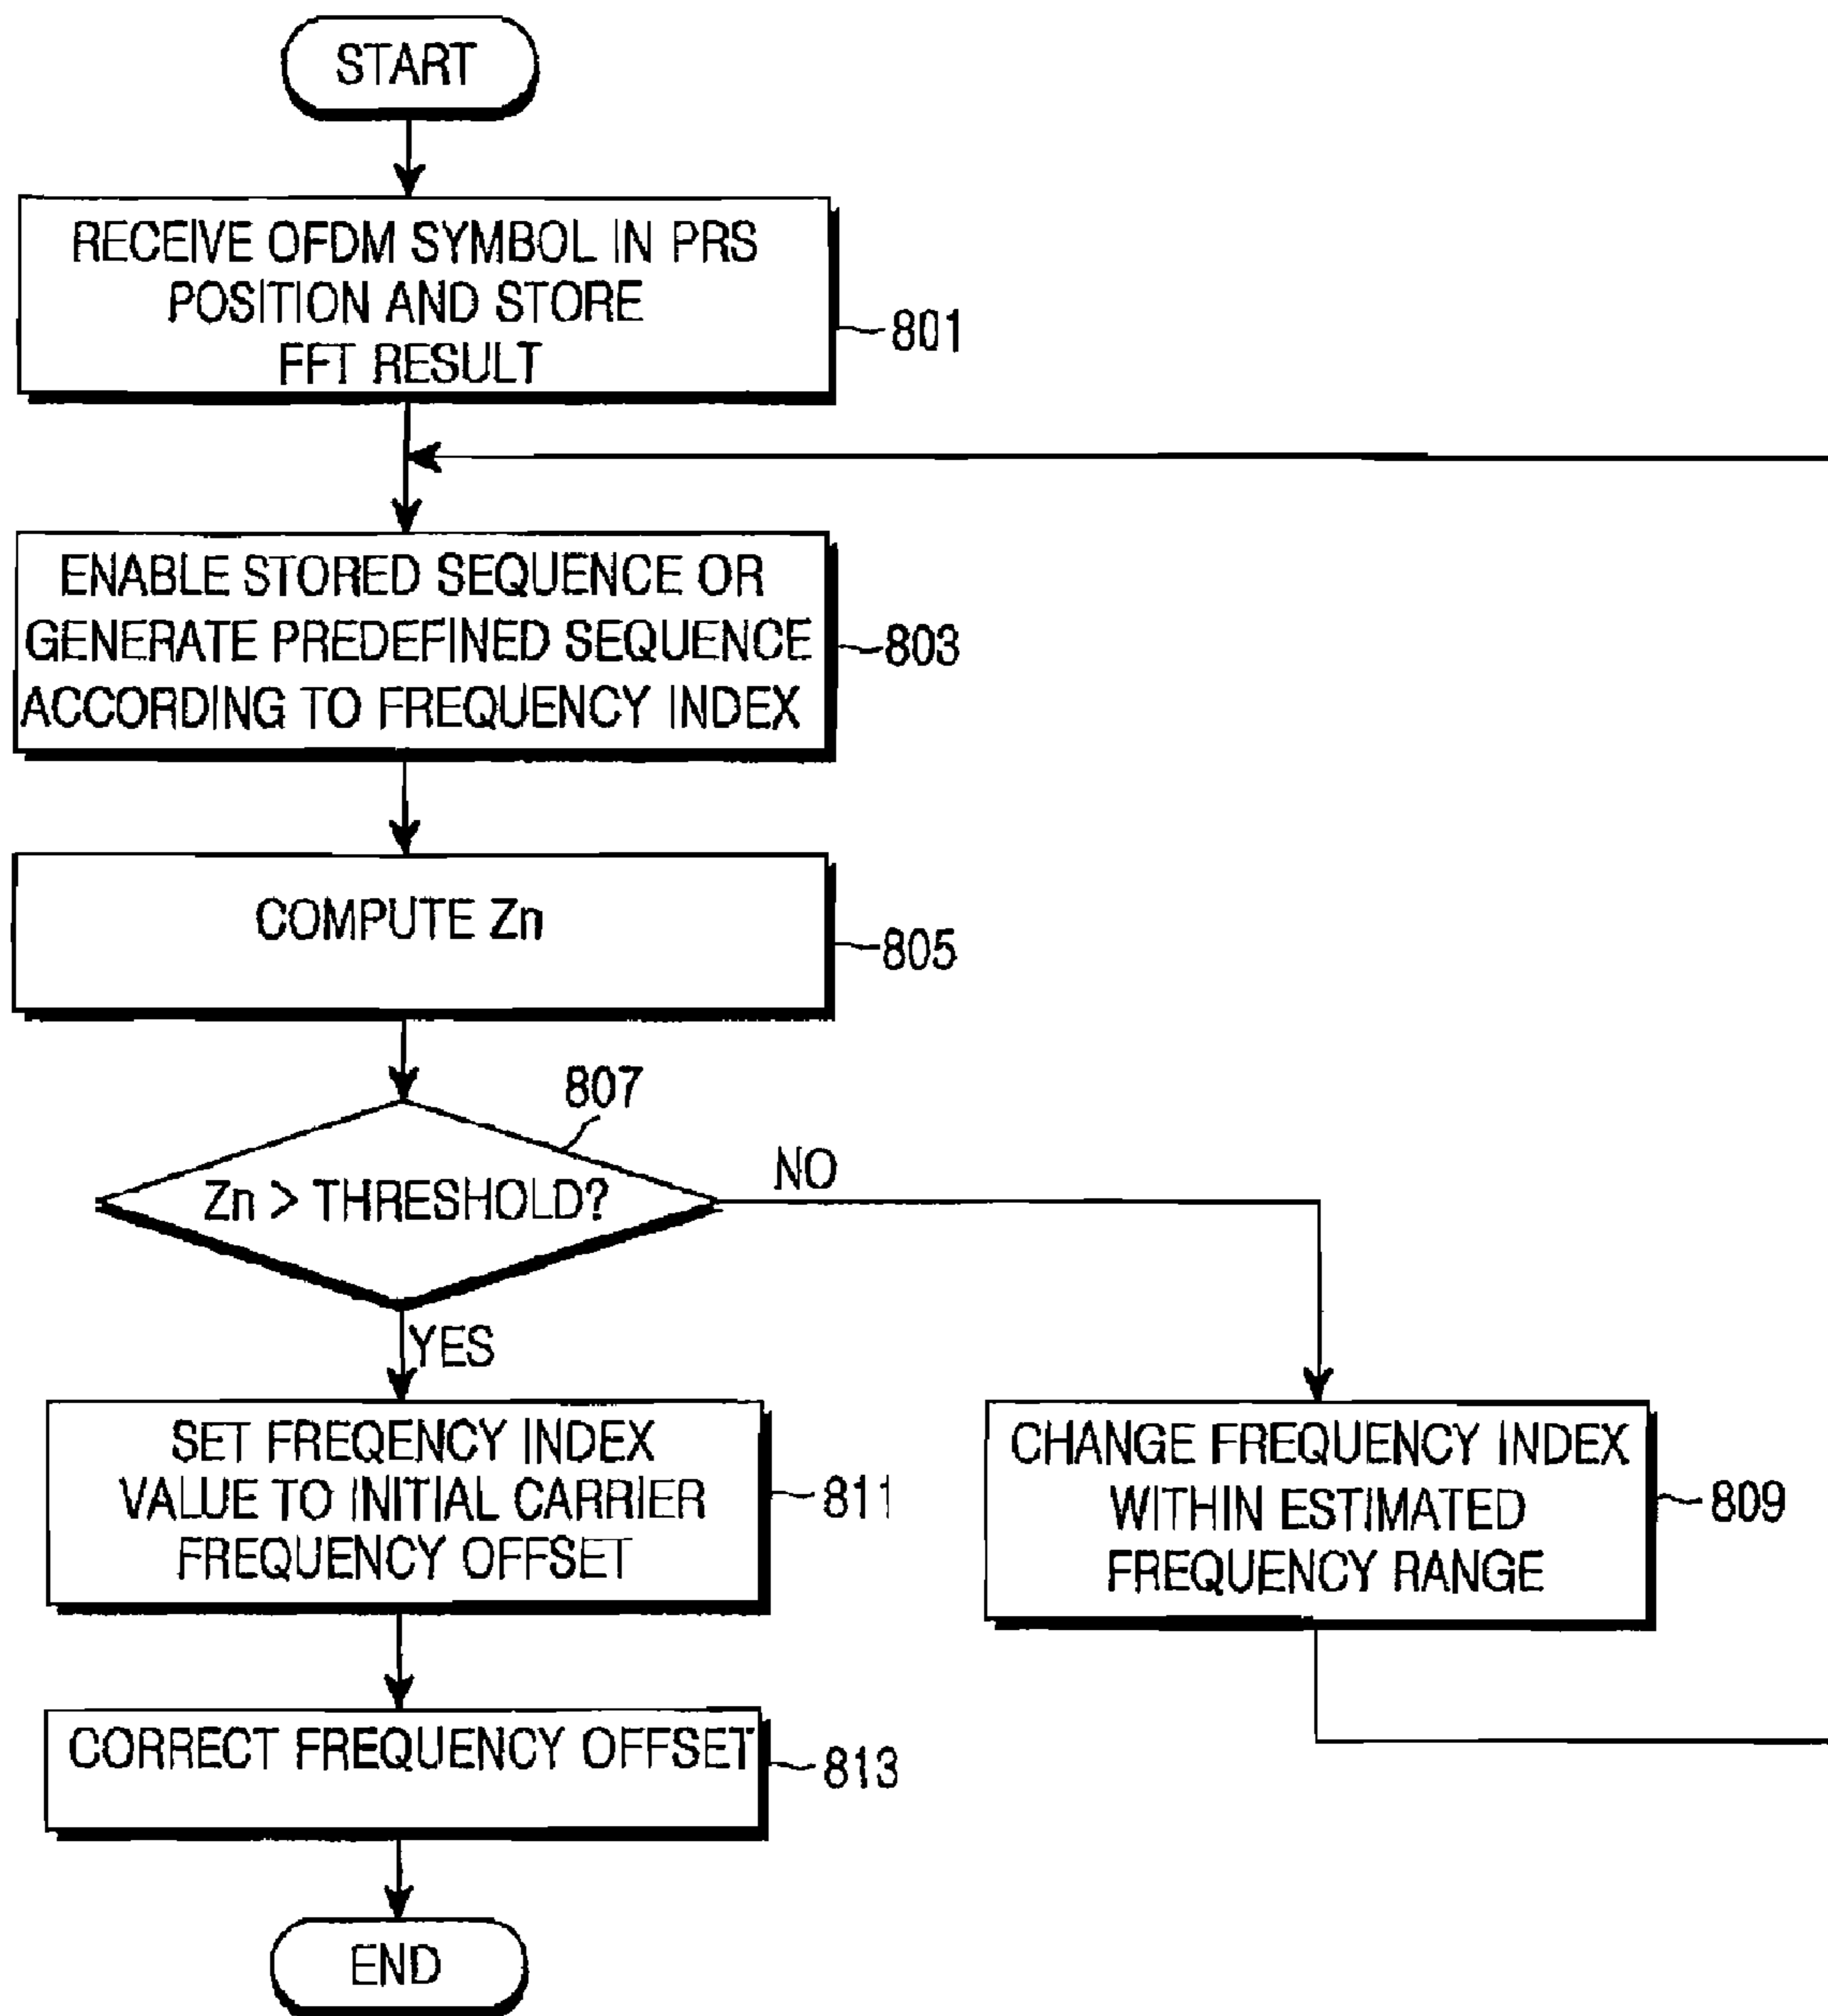 START
RECEIVE OFDM SYMBOL IN PRS
POSITION AND STORE
FFT RESULT
801
ENABLE STORED SEQUENCE OR
GENERATE PREDEFINED SEQUENCE
ACCORDING TO FREQUENCY INDEX
803
COMPUTE Zn
805
807
Zn > THRESHOLD?
NO
YES
SET FREQENCY INDEX
VALUE TO INITIAL CARRIER
FREQUENCY OFFSET
811
CHANGE FREQUENCY INDEX
WITHIN ESTIMATED
FREQUENCY RANGE
809
CORRECT FREQUENCY OFFSET
813
END